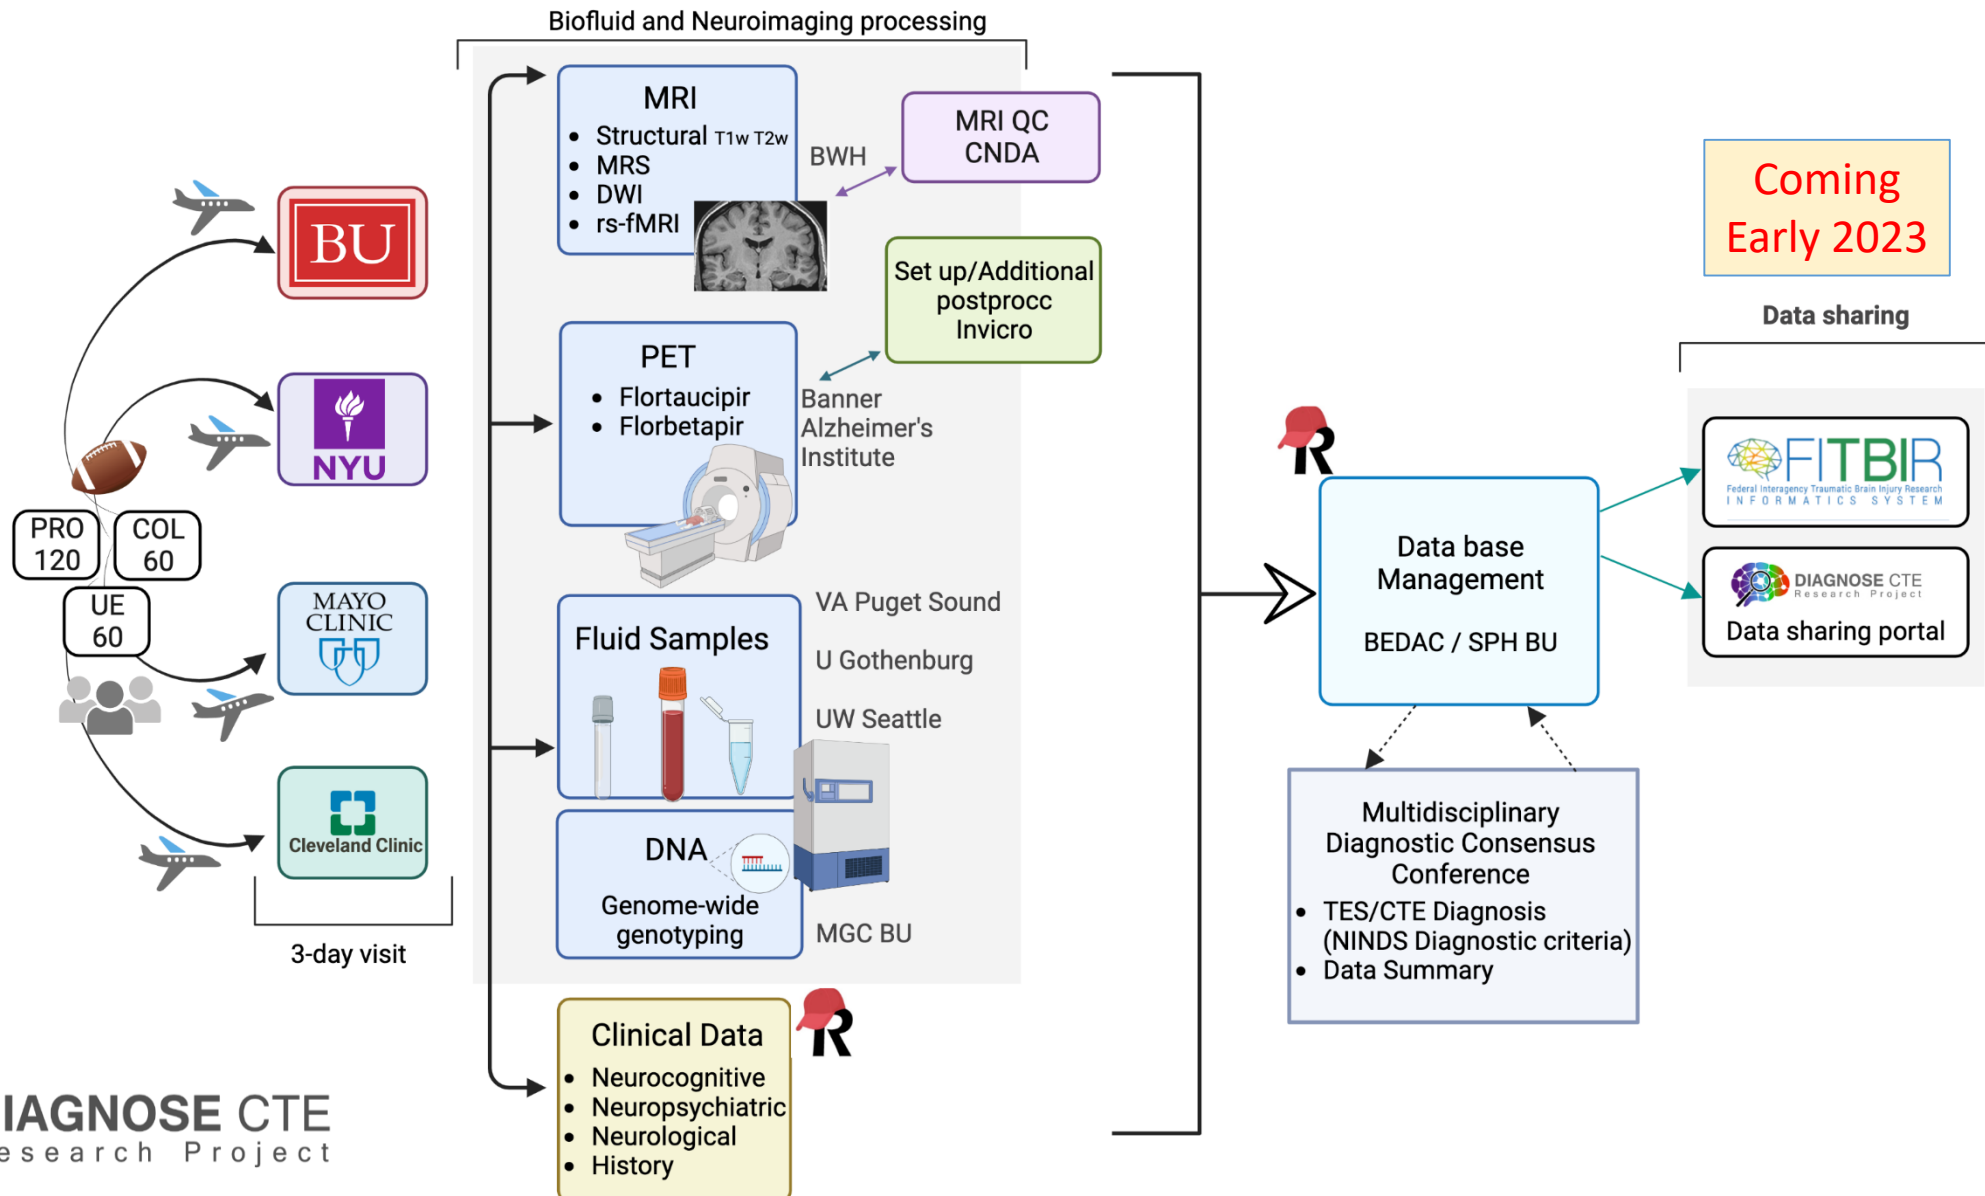 Biofluid and Neuroimaging processing
BU
NYU
MAYO
CLINIC
Cleveland Clinic
3-day visit
PRO
120
COL
60
UE
60
MRI
• Structural T1w T2w
• MRS
• DWI
• rs-fMRI
BWH
MRI QC
CNDA
Set up/Additional
postprocc
Invicro
PET
• Flortaucipir
• Florbetapir
Banner
Alzheimer's
Institute
Fluid Samples
VA Puget Sound
U Gothenburg
UW Seattle
DNA
Genome-wide
genotyping
MGC BU
Clinical Data
• Neurocognitive
• Neuropsychiatric
• Neurological
• History
R
R
Data base
Management
BEDAC / SPH BU
Multidisciplinary
Diagnostic Consensus
Conference
• TES/CTE Diagnosis
(NINDS Diagnostic criteria)
• Data Summary
Coming
Early 2023
Data sharing
FITBIR
Federal Interagency Traumatic Brain Injury Research
INFORMATICS SYSTEM
DIAGNOSE CTE
Research Project
Data sharing portal
IAGNOSE CTE
esearch Project